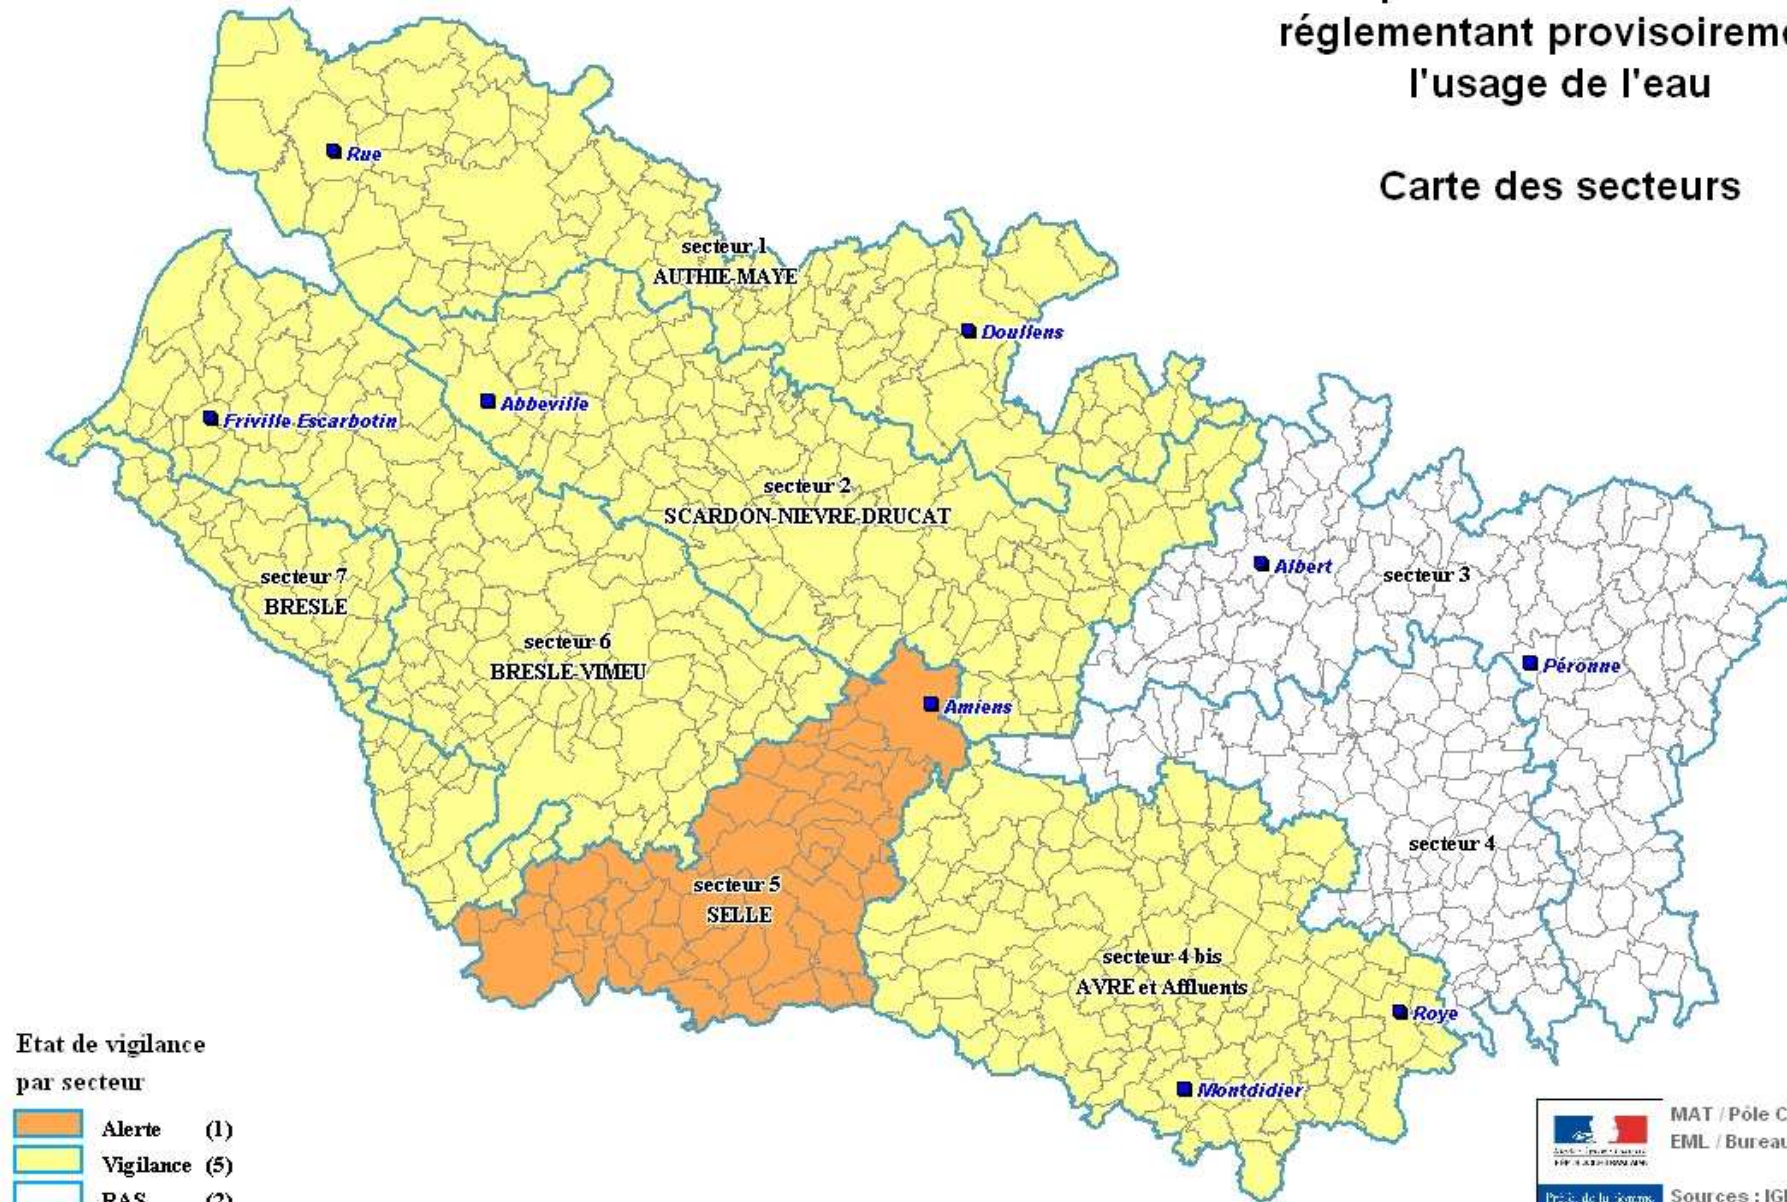 réglementant provisoireme
l'usage de l'eau
Carte des secteurs
Rue
secteur 1
AUTHIE-MAYE
Doullens
Abbeville
Friville Escarbotin
secteur 2
SCARDON-NIEVRE-DRUCAT
Albert
secteur 3
secteur 7
BRESLE
secteur 6
BRESLE-VIMEU
Péronne
Amiens
secteur 4
secteur 5
SELLE
secteur 4 bis
AVRE et Affluents
Roye
Montdidier
Etat de vigilance
par secteur
Alerte (1)
Vigilance (5)
RAS (2)
MAT / Pôle C
EML / Bureau
Sources : IG